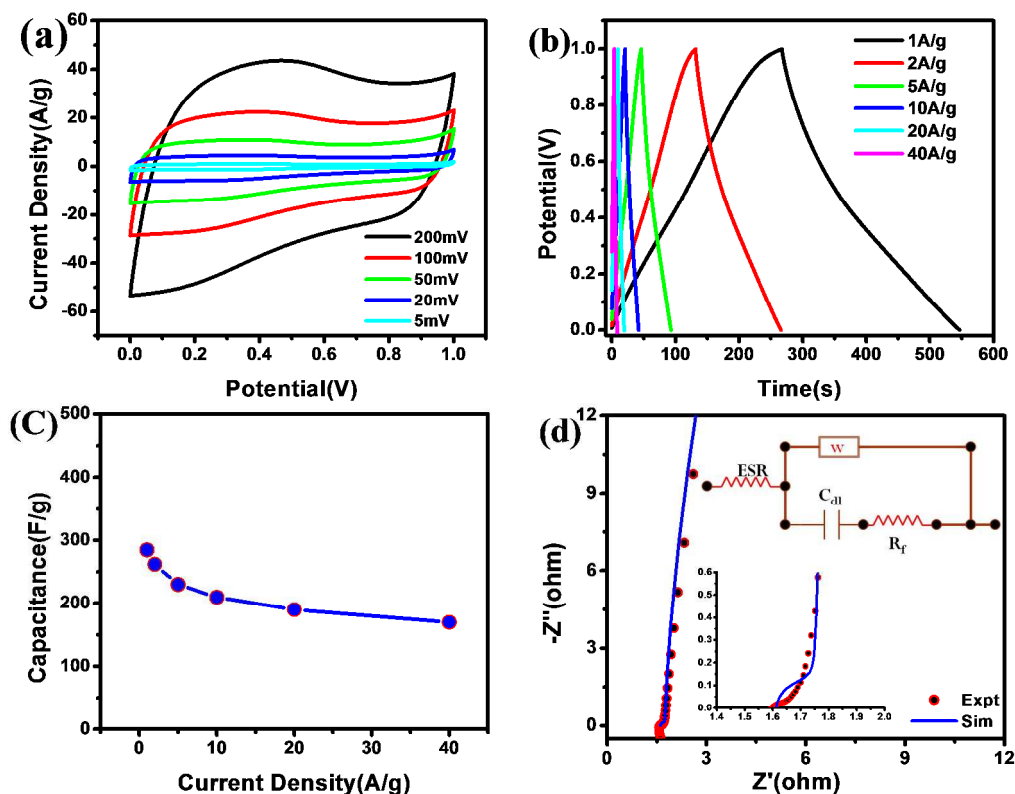 (a)
Current Density(A/g)
60
40
20
0
-20
-40
-60
200mV
100mV
50mV
20mV
5mV
0.0 0.2 0.4 0.6 0.8 1.0
Potential(V)
(b)
Potential(V)
1.0
0.8
0.6
0.4
0.2
0.0
1A/g
2A/g
5A/g
10A/g
20A/g
40A/g
0 100 200 300 400 500 600
Time(s)
(C)
Capacitance(F/g)
500
400
300
200
100
0
0 10 20 30 40
Current Density(A/g)
(d)
-Z''(ohm)
12
9
6
3
0
W
ESR
Cdl
Rf
0.6
0.5
0.4
0.3
0.2
0.1
0.0
1.4 1.5 1.6 1.7 1.8 1.9 2.0
Expt
Sim
3 6 9 12
Z'(ohm)